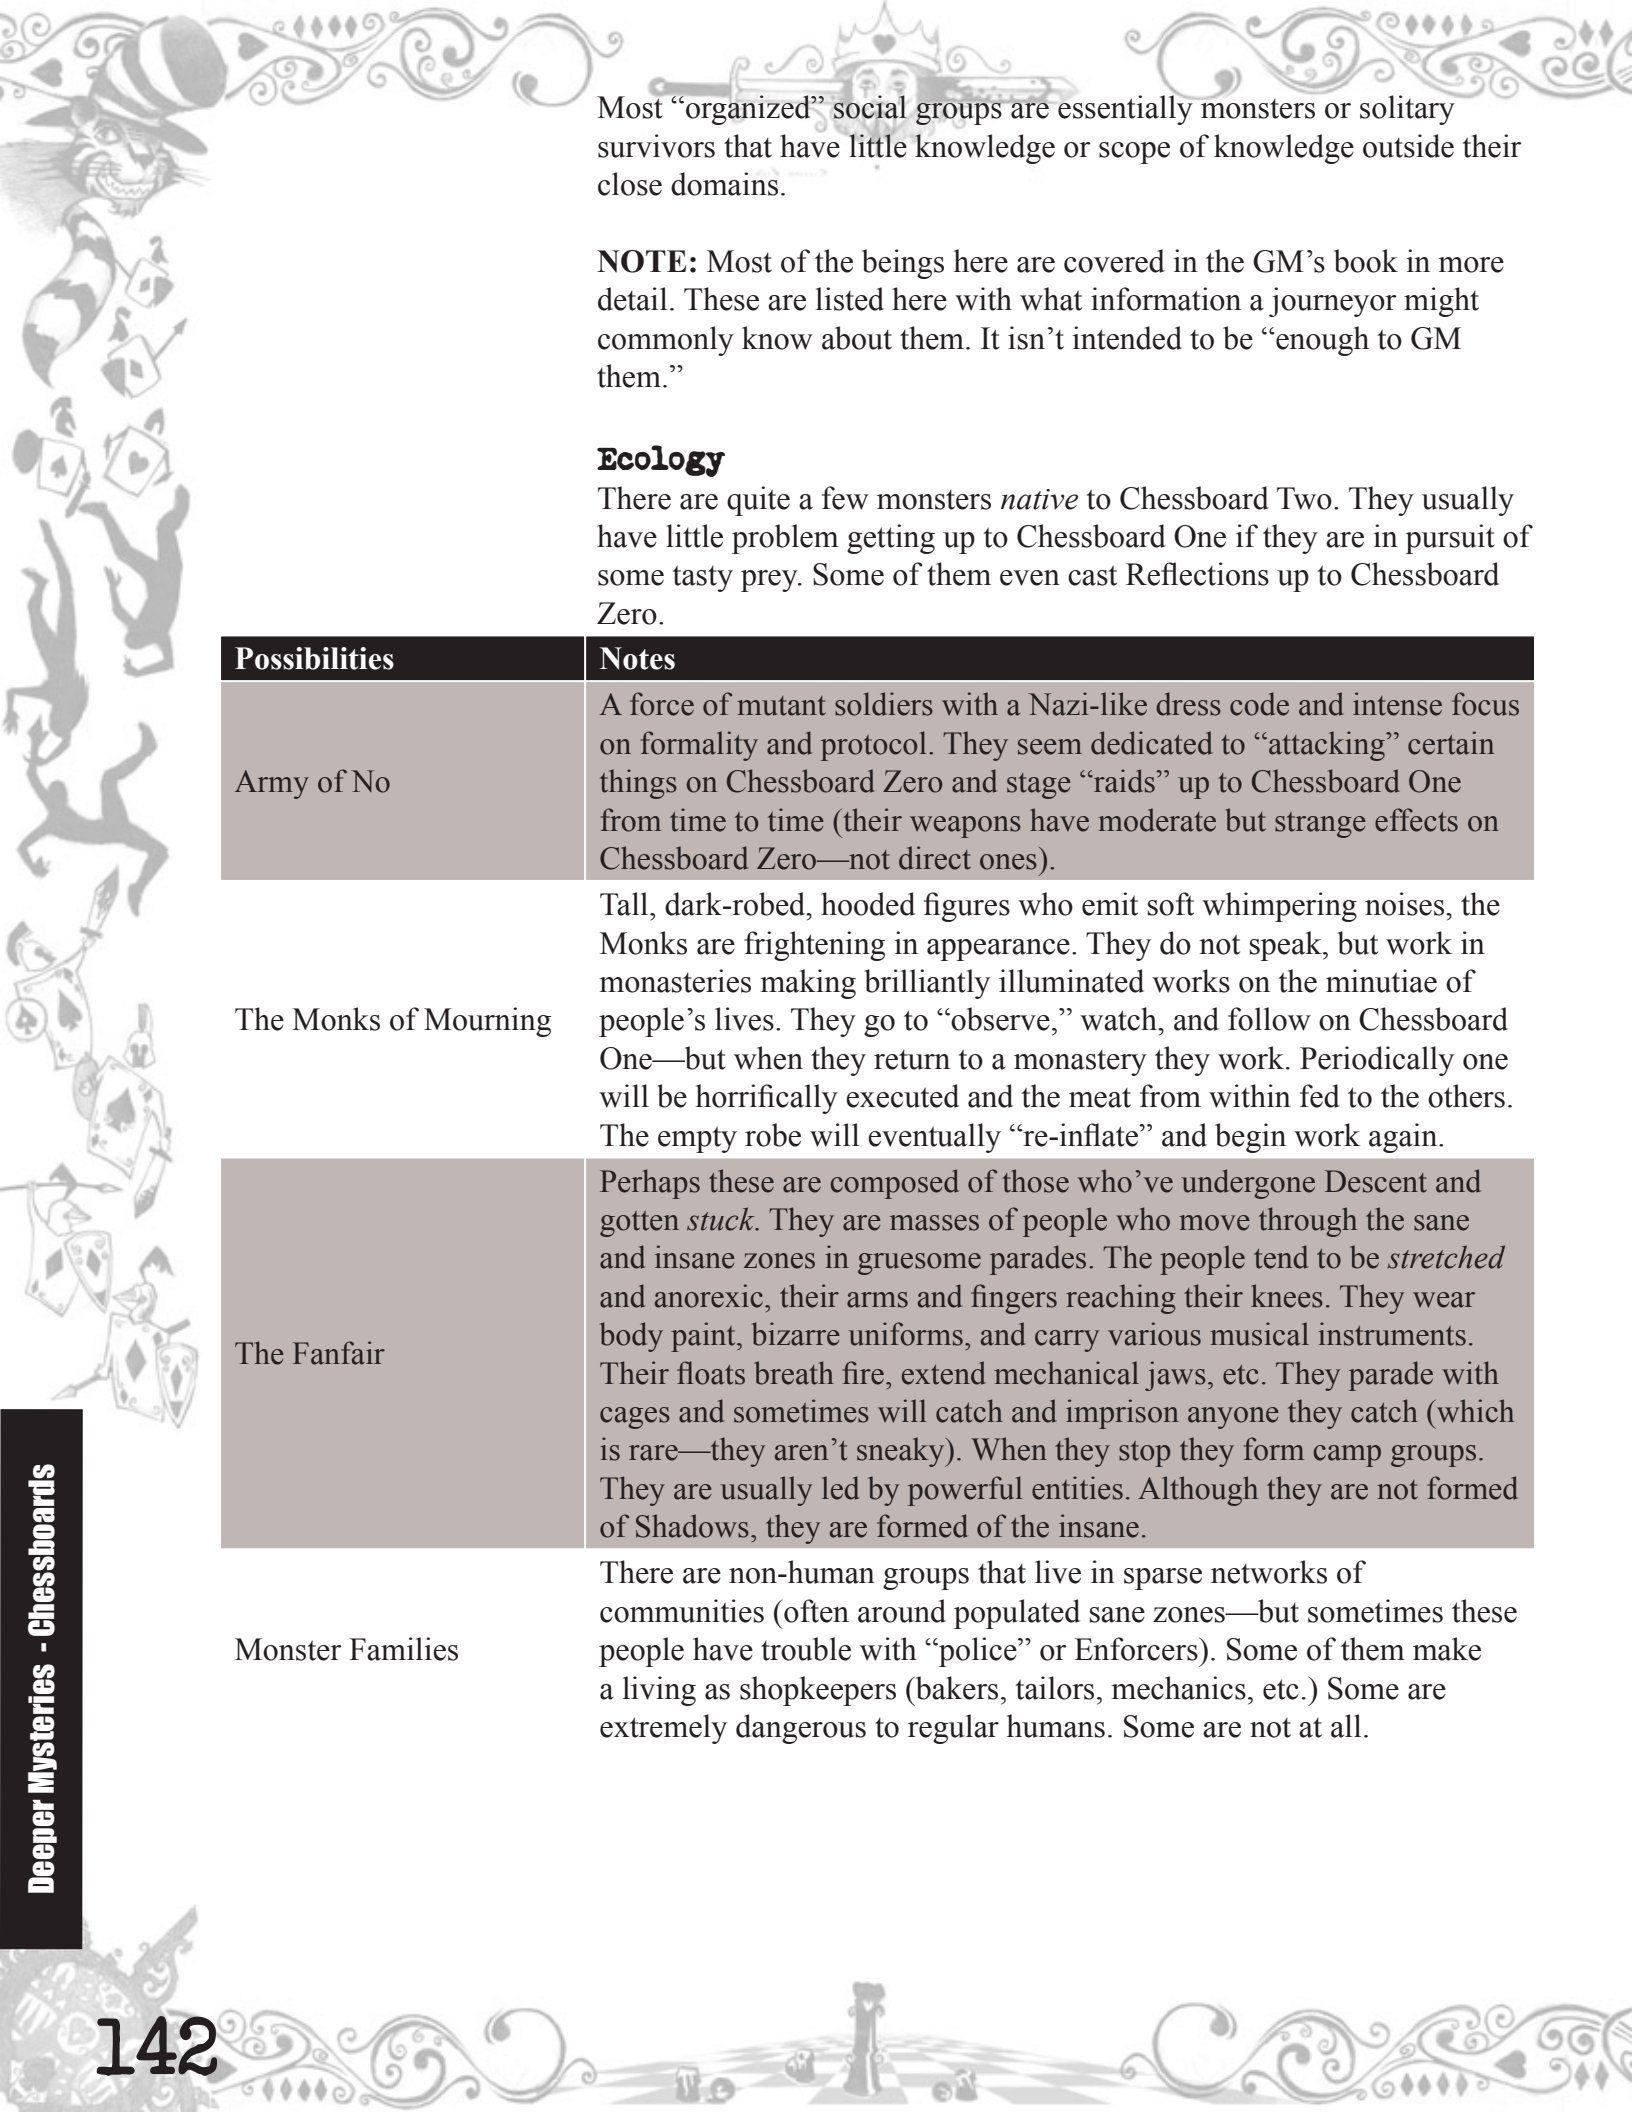 Most “organized” social groups are essentially monsters or solitary
survivors that have little knowledge or scope of knowledge outside their
close domains.
NOTE: Most of the beings here are covered in the GM’s book in more
detail. These are listed here with what information a journeyor might
commonly know about them. It isn’t intended to be “enough to GM
them.”
Ecology
There are quite a few monsters native to Chessboard Two. They usually
have little problem getting up to Chessboard One if they are in pursuit of
some tasty prey. Some of them even cast Reflections up to Chessboard
Zero.
Possibilities
Notes
Army of No
A force of mutant soldiers with a Nazi-like dress code and intense focus
on formality and protocol. They seem dedicated to “attacking” certain
things on Chessboard Zero and stage “raids” up to Chessboard One
from time to time (their weapons have moderate but strange effects on
Chessboard Zero—not direct ones).
The Monks of Mourning
Tall, dark-robed, hooded figures who emit soft whimpering noises, the
Monks are frightening in appearance. They do not speak, but work in
monasteries making brilliantly illuminated works on the minutiae of
people’s lives. They go to “observe,” watch, and follow on Chessboard
One—but when they return to a monastery they work. Periodically one
will be horrifically executed and the meat from within fed to the others.
The empty robe will eventually “re-inflate” and begin work again.
The Fanfair
Perhaps these are composed of those who’ve undergone Descent and
gotten stuck. They are masses of people who move through the sane
and insane zones in gruesome parades. The people tend to be stretched
and anorexic, their arms and fingers reaching their knees. They wear
body paint, bizarre uniforms, and carry various musical instruments.
Their floats breath fire, extend mechanical jaws, etc. They parade with
cages and sometimes will catch and imprison anyone they catch (which
is rare—they aren’t sneaky). When they stop they form camp groups.
They are usually led by powerful entities. Although they are not formed
of Shadows, they are formed of the insane.
Monster Families
There are non-human groups that live in sparse networks of
communities (often around populated sane zones—but sometimes these
people have trouble with “police” or Enforcers). Some of them make
a living as shopkeepers (bakers, tailors, mechanics, etc.) Some are
extremely dangerous to regular humans. Some are not at all.
Deeper Mysteries - Chessboards
142